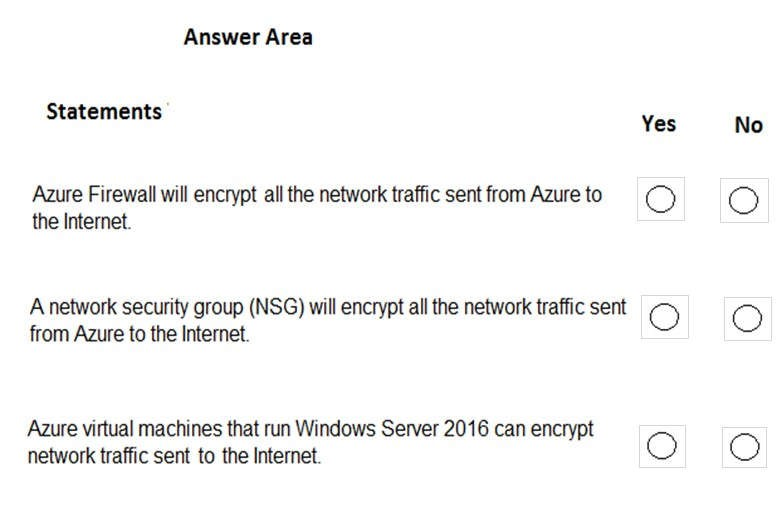 Answer Area
Statements
Yes
No
Azure Firewall will encrypt all the network traffic sent from Azure to
the Internet.
A network security group (NSG) will encrypt all the network traffic sent
from Azure to the Internet.
Azure virtual machines that run Windows Server 2016 can encrypt
network traffic sent to the Internet.